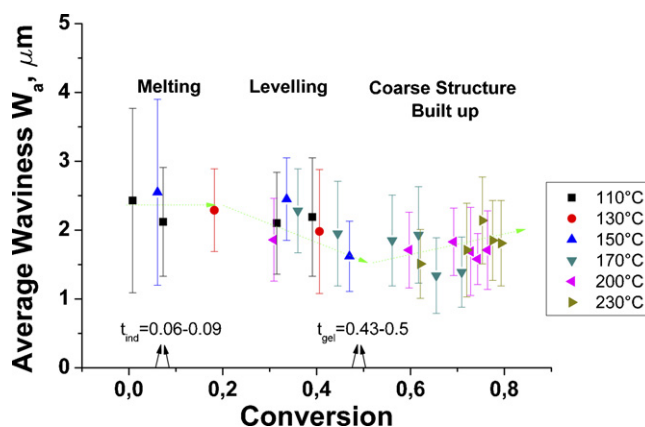 Average Waviness Wa, μm
5
4
3
2
1
0
Melting
Levelling
Coarse Structure
Built up
tind=0.06-0.09
tgel=0.43-0.5
0,0 0,2 0,4 0,6 0,8
Conversion
110°C
130°C
150°C
170°C
200°C
230°C